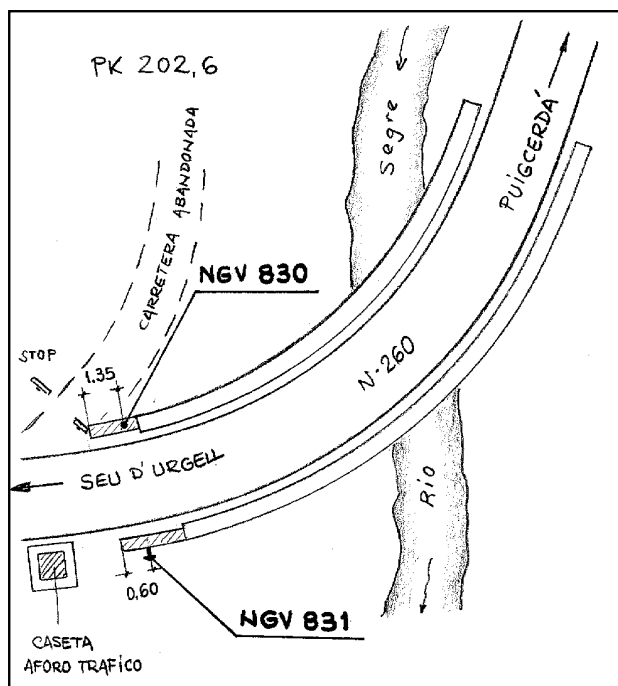 PK 202,6
Segre
PUIGCERDÁ
CARRETERA ABANDONADA
NGV 830
STOP
1.35
N-260
SEU D' URGELL
Rio
0,60
NGV 831
CASETA
AFORO TRAFICO